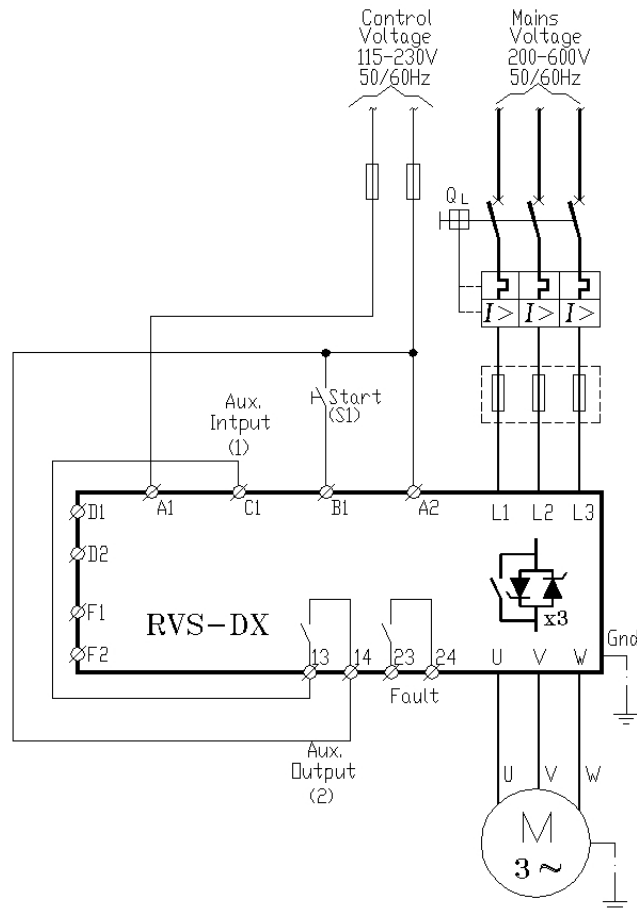 Control
Voltage
115-230V
50/60Hz
Mains
Voltage
200-600V
50/60Hz
QL
I> I> I>
Start
(S1)
Aux.
Intput
(1)
A1 C1 B1 A2 L1 L2 L3
D1
D2
F1
F2
RVS-DX
x3
13 14 23 24 U V W
Gnd
Fault
Aux.
Output
(2)
U V W
M
3 ~